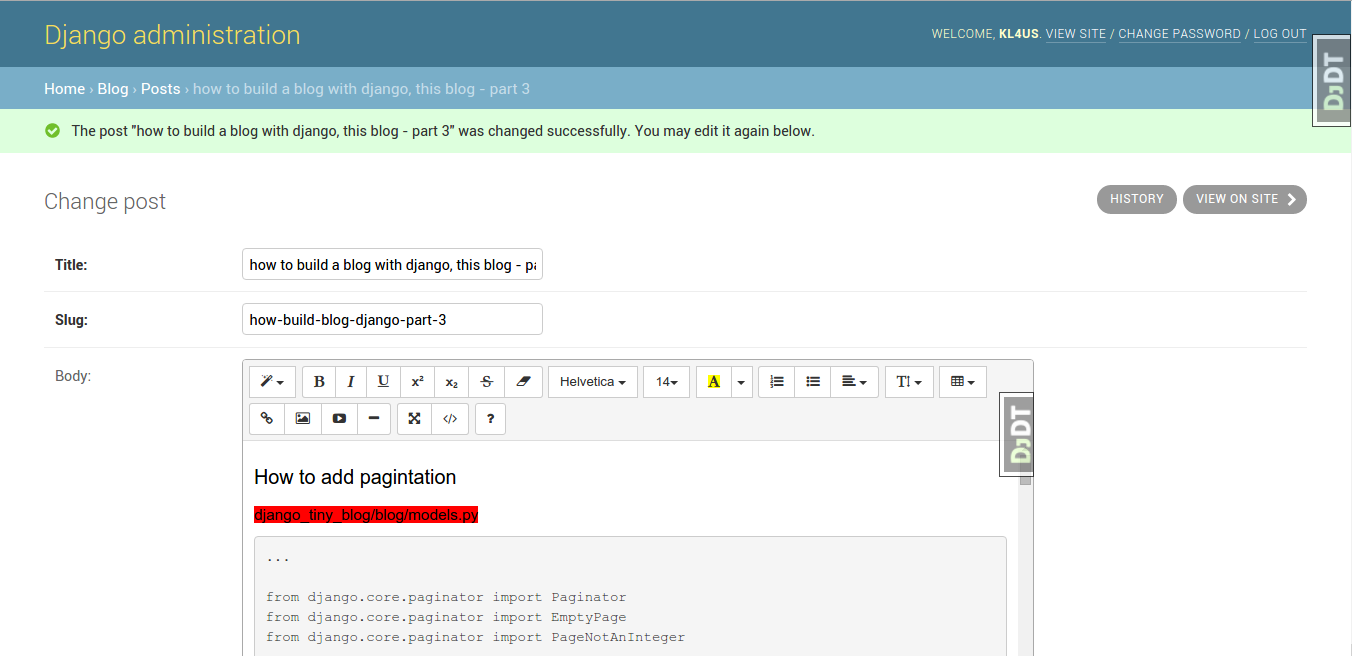 Django administration
WELCOME, KL4US. VIEW SITE / CHANGE PASSWORD / LOG OUT
DJDT
Home › Blog › Posts › how to build a blog with django, this blog - part 3
The post "how to build a blog with django, this blog - part 3" was changed successfully. You may edit it again below.
Change post
HISTORY
VIEW ON SITE
Title:
how to build a blog with django, this blog - pa
Slug:
how-build-blog-django-part-3
Body:
B I U x² x₂ S Helvetica 14 A T! </> ?
DJDT
How to add pagintation
django_tiny_blog/blog/models.py
...
from django.core.paginator import Paginator
from django.core.paginator import EmptyPage
from django.core.paginator import PageNotAnInteger